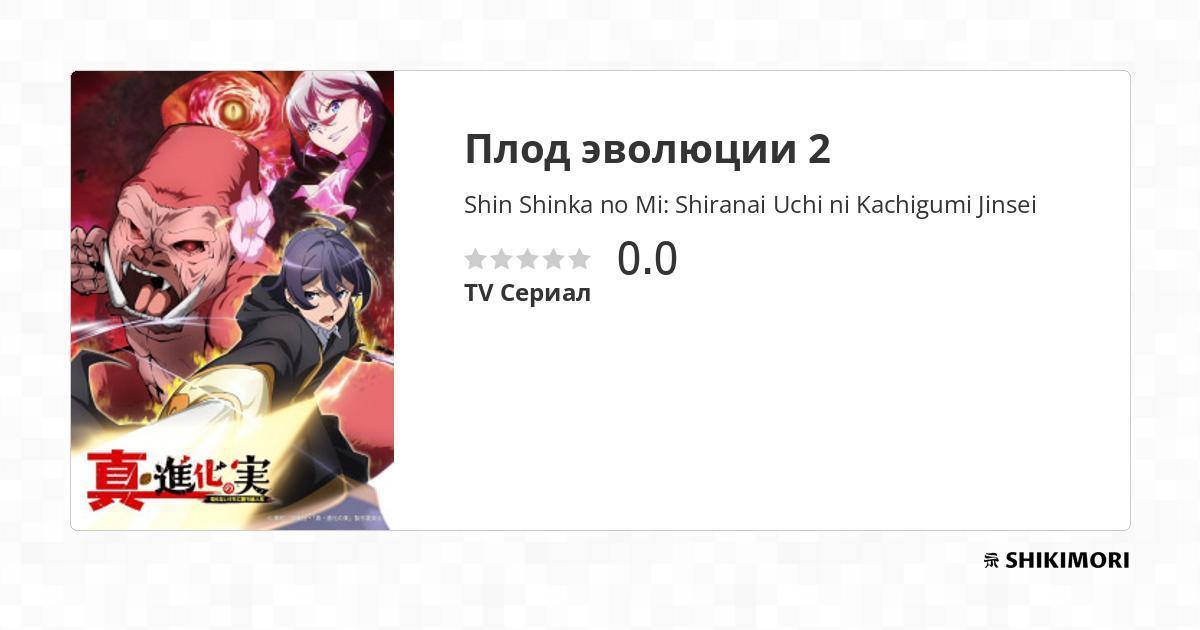 Плод эволюции 2
Shin Shinka no Mi: Shiranai Uchi ni Kachigumi Jinsei
0.0
TV Сериал
真・進化の実
SHIKIMORI